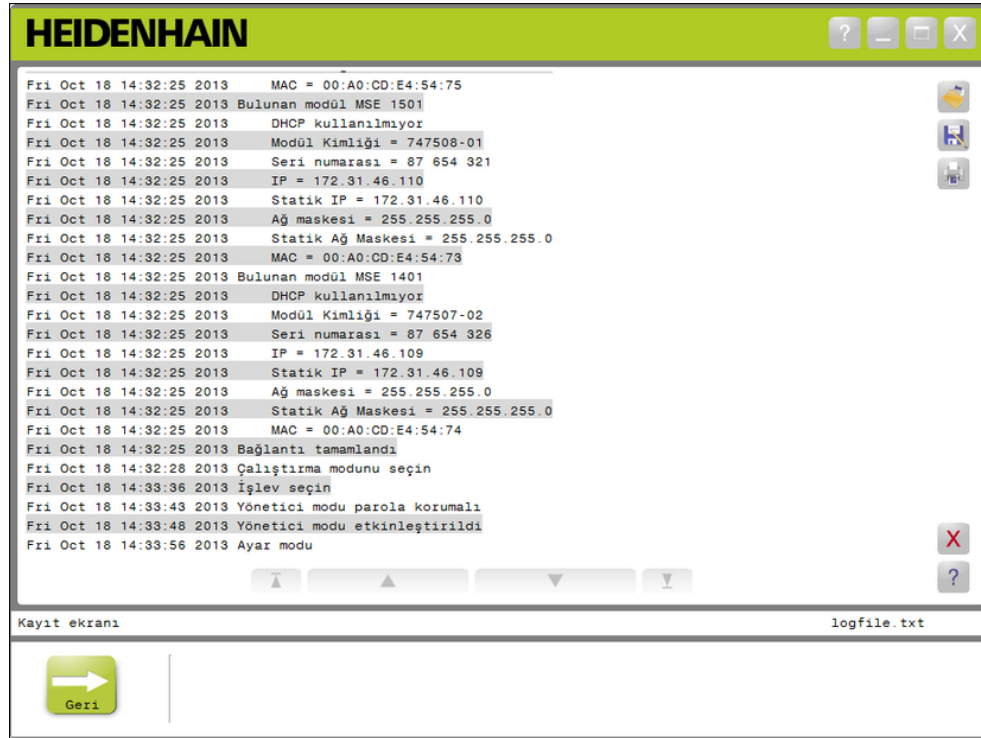 HEIDENHAIN
? _ X
Fri Oct 18 14:32:25 2013 MAC = 00:A0:CD:E4:54:75
Fri Oct 18 14:32:25 2013 Bulunan modül MSE 1501
Fri Oct 18 14:32:25 2013 DHCP kullanılmıyor
Fri Oct 18 14:32:25 2013 Modül Kimliği = 747508-01
Fri Oct 18 14:32:25 2013 Seri numarası = 87 654 321
Fri Oct 18 14:32:25 2013 IP = 172.31.46.110
Fri Oct 18 14:32:25 2013 Statik IP = 172.31.46.110
Fri Oct 18 14:32:25 2013 Ağ maskesi = 255.255.255.0
Fri Oct 18 14:32:25 2013 Statik Ağ Maskesi = 255.255.255.0
Fri Oct 18 14:32:25 2013 MAC = 00:A0:CD:E4:54:73
Fri Oct 18 14:32:25 2013 Bulunan modül MSE 1401
Fri Oct 18 14:32:25 2013 DHCP kullanılmıyor
Fri Oct 18 14:32:25 2013 Modül Kimliği = 747507-02
Fri Oct 18 14:32:25 2013 Seri numarası = 87 654 326
Fri Oct 18 14:32:25 2013 IP = 172.31.46.109
Fri Oct 18 14:32:25 2013 Statik IP = 172.31.46.109
Fri Oct 18 14:32:25 2013 Ağ maskesi = 255.255.255.0
Fri Oct 18 14:32:25 2013 Statik Ağ Maskesi = 255.255.255.0
Fri Oct 18 14:32:25 2013 MAC = 00:A0:CD:E4:54:74
Fri Oct 18 14:32:25 2013 Bağlantı tamamlandı
Fri Oct 18 14:32:28 2013 Çalıştırma modunu seçin
Fri Oct 18 14:33:36 2013 İşlev seçin
Fri Oct 18 14:33:43 2013 Yönetici modu parola korumalı
Fri Oct 18 14:33:48 2013 Yönetici modu etkinleştirildi
Fri Oct 18 14:33:56 2013 Ayar modu
X
?
Kayıt ekranı logfile.txt
Geri